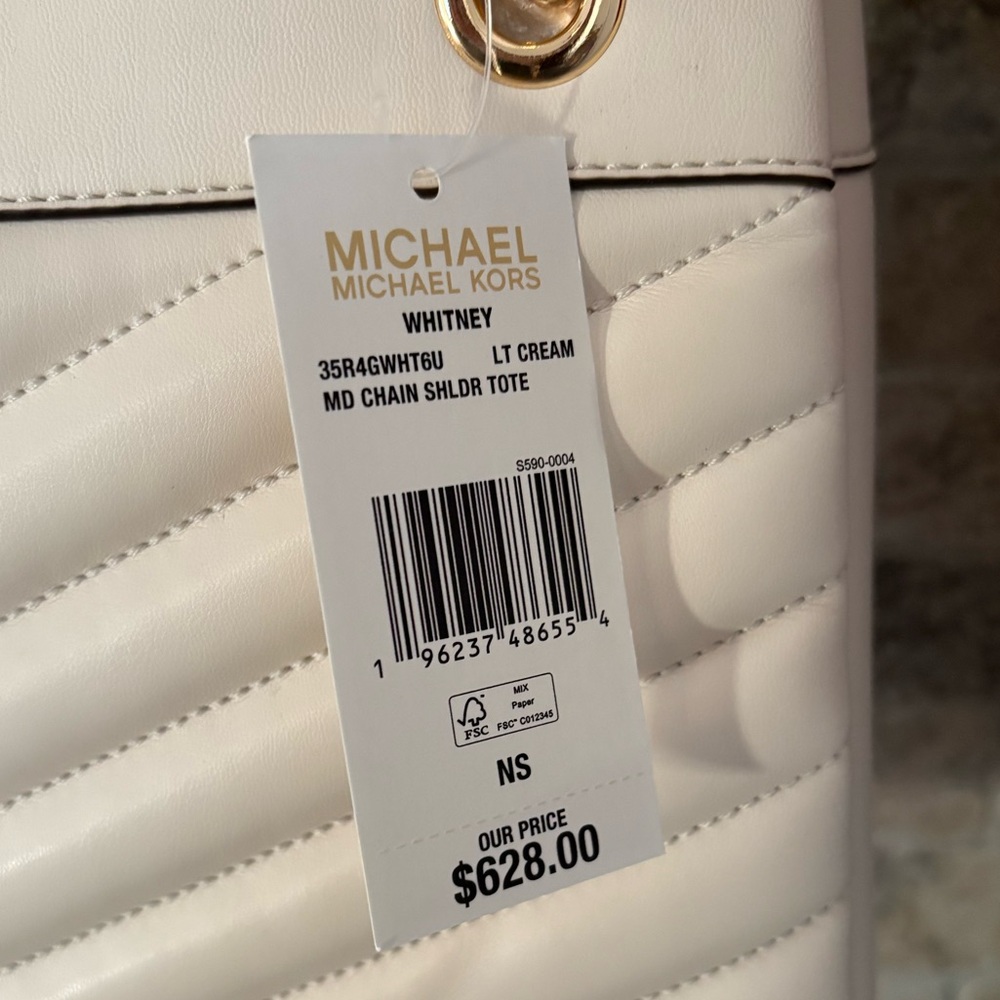 MICHAEL
MICHAEL KORS
WHITNEY
35R4GWHT6U LT CREAM
MD CHAIN SHLDR TOTE
S590-0004
1 96237 48655 4
MIX
Paper
FSC™ C012345
FSC
NS
OUR PRICE
$628.00